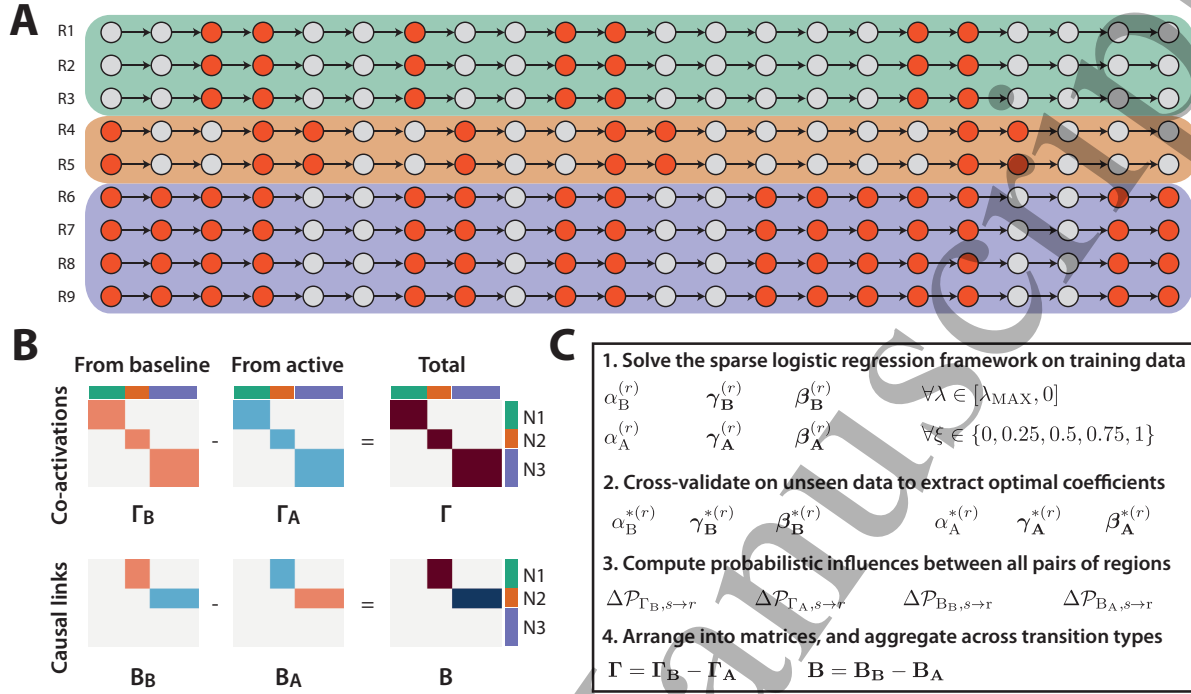 A
R1
R2
R3
R4
R5
R6
R7
R8
R9
B
From baseline
From active
Total
Co-activations
-
=
N1
N2
N3
Γ_B
Γ_A
Γ
Causal links
-
=
N1
N2
N3
B_B
B_A
B
C
1. Solve the sparse logistic regression framework on training data
α_B^(r) γ_B^(r) β_B^(r) ∀λ ∈ [λ_MAX, 0]
α_A^(r) γ_A^(r) β_A^(r) ∀ξ ∈ {0, 0.25, 0.5, 0.75, 1}
2. Cross-validate on unseen data to extract optimal coefficients
α_B^*(r) γ_B^*(r) β_B^*(r) α_A^*(r) γ_A^*(r) β_A^*(r)
3. Compute probabilistic influences between all pairs of regions
ΔP_Γ_B,s→r ΔP_Γ_A,s→r ΔP_B_B,s→r ΔP_B_A,s→r
4. Arrange into matrices, and aggregate across transition types
Γ = Γ_B − Γ_A B = B_B − B_A